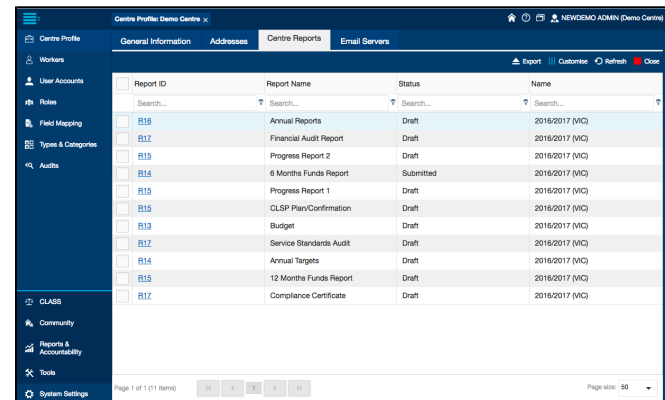 Centre Profile: Demo Centre ×
NEWDEMO ADMIN (Demo Centre)
Centre Profile
Workers
User Accounts
Roles
Field Mapping
Types & Categories
Audits
CLASS
Community
Reports & Accountability
Tools
System Settings
General Information Addresses Centre Reports Email Servers
Export Customise Refresh Close
Report ID Report Name Status Name
Search... Search... Search... Search...
R16 Annual Reports Draft 2016/2017 (VIC)
R17 Financial Audit Report Draft 2016/2017 (VIC)
R15 Progress Report 2 Draft 2016/2017 (VIC)
R14 6 Months Funds Report Submitted 2016/2017 (VIC)
R15 Progress Report 1 Draft 2016/2017 (VIC)
R15 CLSP Plan/Confirmation Draft 2016/2017 (VIC)
R13 Budget Draft 2016/2017 (VIC)
R17 Service Standards Audit Draft 2016/2017 (VIC)
R14 Annual Targets Draft 2016/2017 (VIC)
R15 12 Months Funds Report Draft 2016/2017 (VIC)
R17 Compliance Certificate Draft 2016/2017 (VIC)
Page 1 of 1 (11 items) 1 Page size: 50